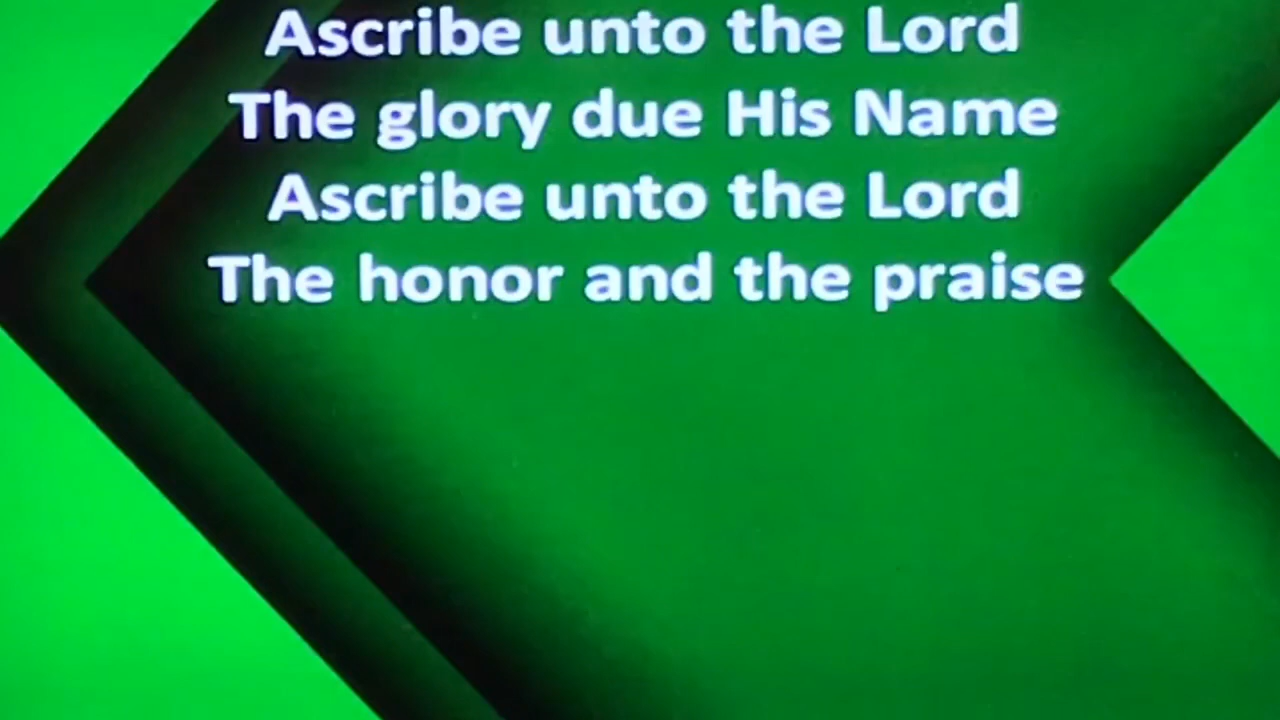 Ascribe unto the Lord
The glory due His Name
Ascribe unto the Lord
The honor and the praise